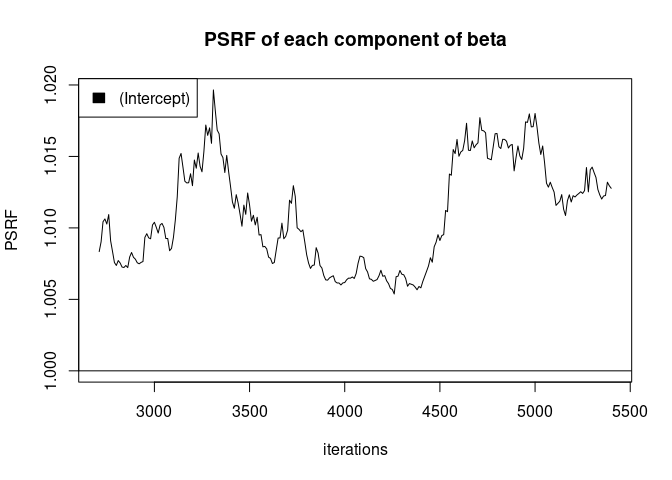 PSRF of each component of beta
(Intercept)
PSRF
1.020
1.015
1.010
1.005
1.000
3000 3500 4000 4500 5000 5500
iterations